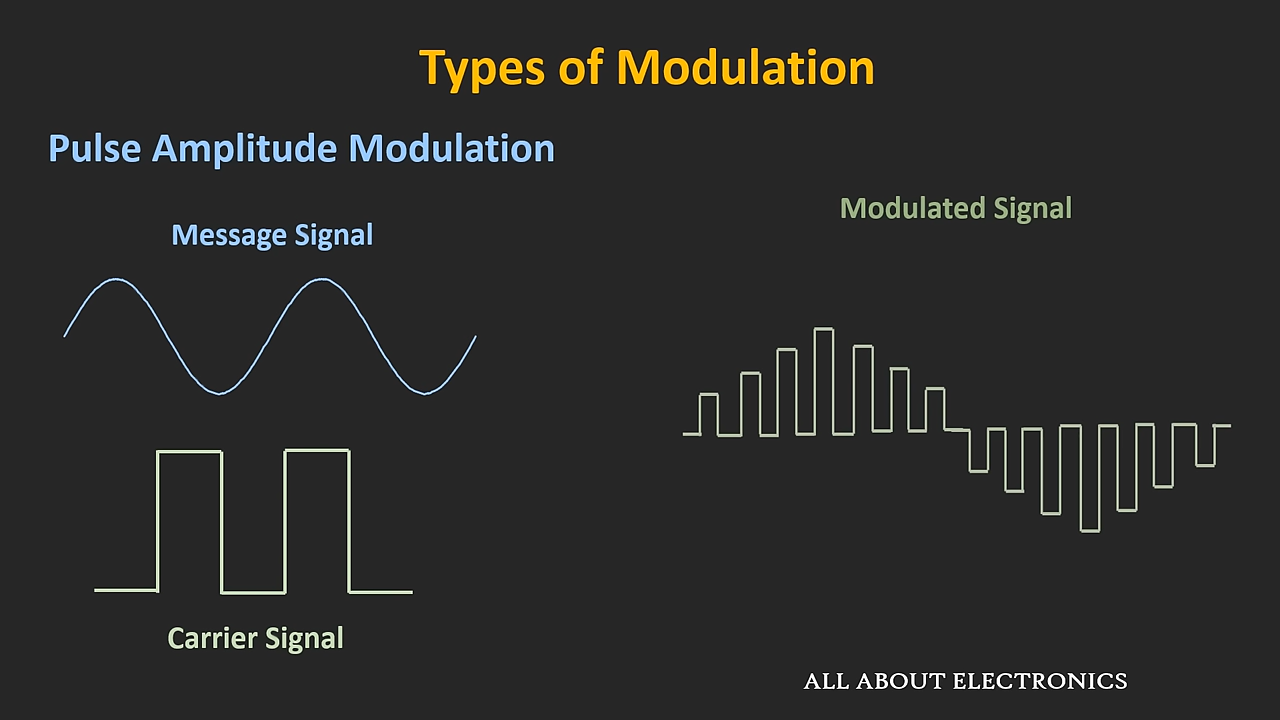 Types of Modulation
Pulse Amplitude Modulation
Message Signal
Modulated Signal
Carrier Signal
ALL ABOUT ELECTRONICS